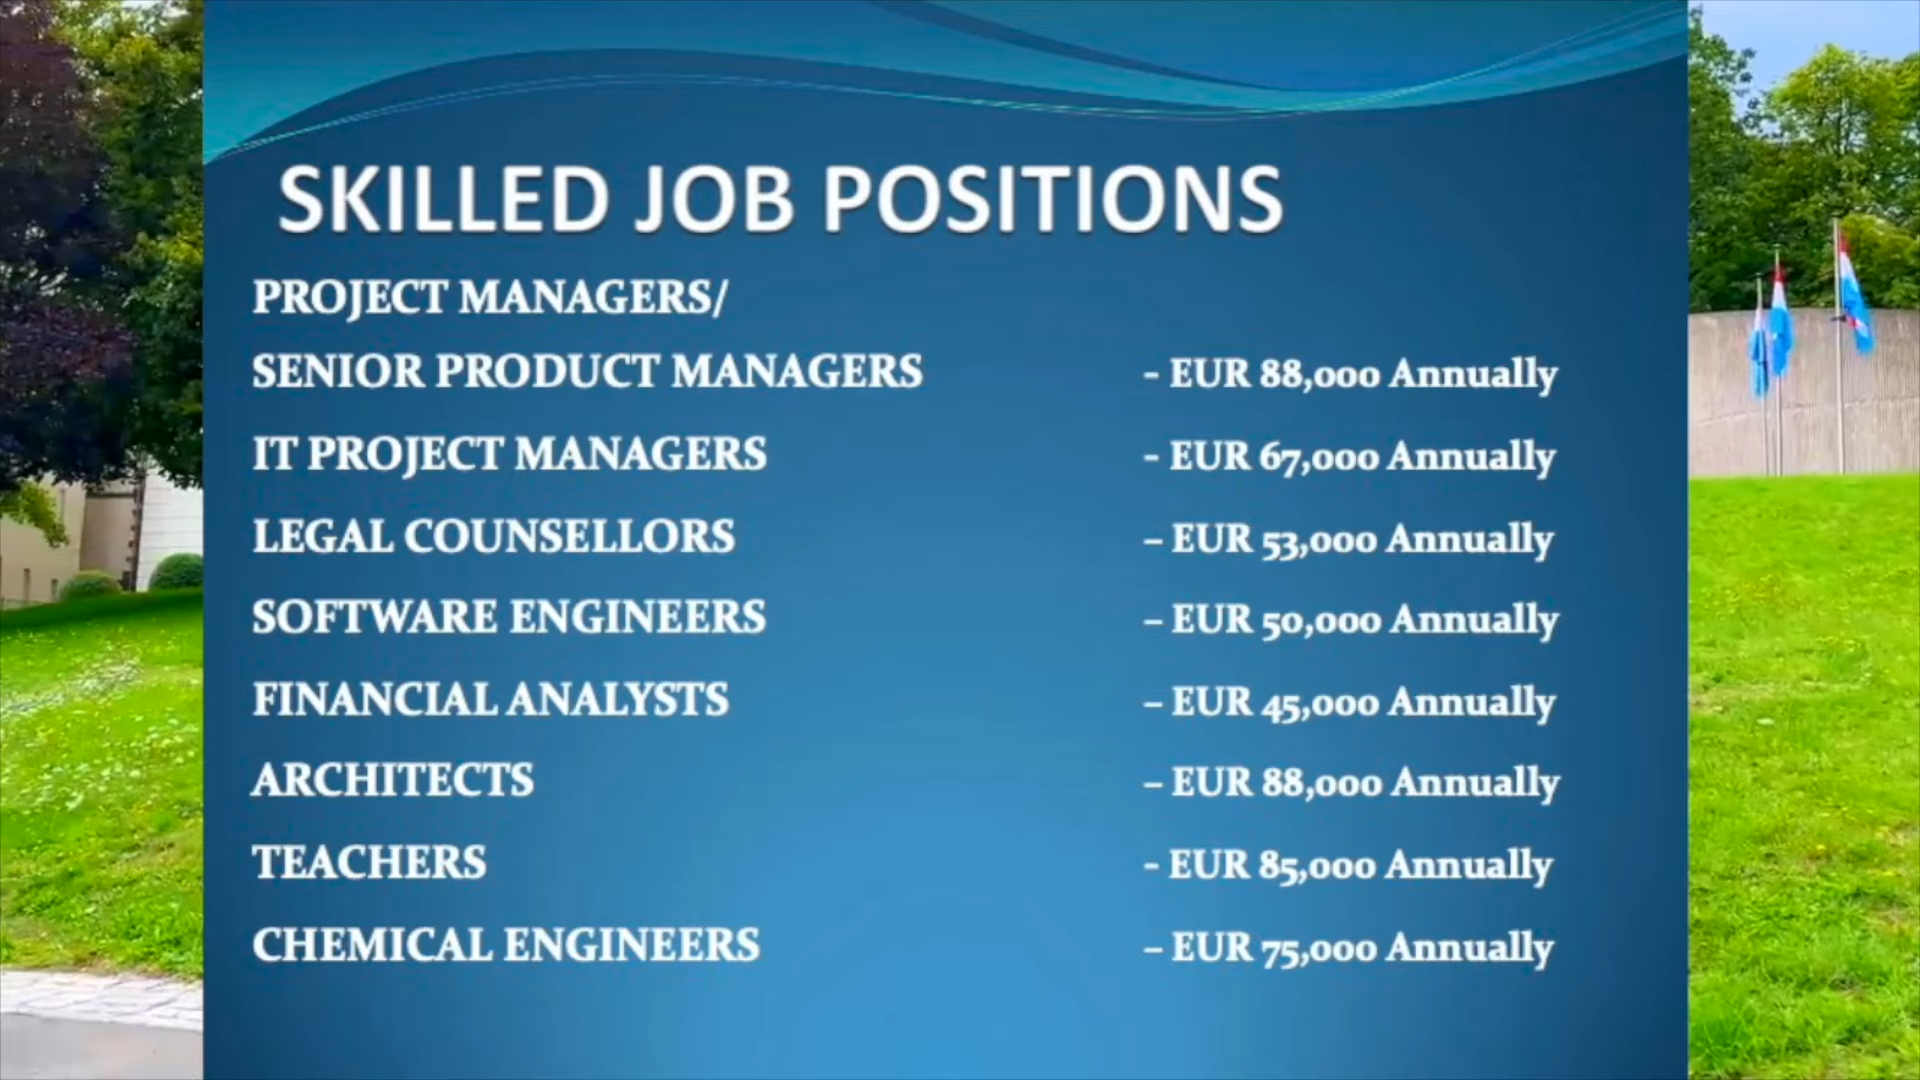 SKILLED JOB POSITIONS
PROJECT MANAGERS/
SENIOR PRODUCT MANAGERS - EUR 88,000 Annually
IT PROJECT MANAGERS - EUR 67,000 Annually
LEGAL COUNSELLORS – EUR 53,000 Annually
SOFTWARE ENGINEERS – EUR 50,000 Annually
FINANCIAL ANALYSTS – EUR 45,000 Annually
ARCHITECTS – EUR 88,000 Annually
TEACHERS - EUR 85,000 Annually
CHEMICAL ENGINEERS – EUR 75,000 Annually